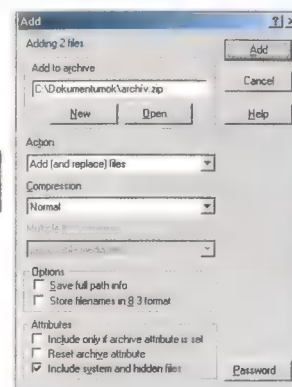 Add
Adding 2 files
Add
Add to archive
Cancel
C:\Dokumentumok\archiv.zip
New
Open
Help
Action
Add (and replace) files
Compression
Normal
Options
Save full path info
Store filenames in 8.3 format
Attributes
Include only if archive attribute is set
Reset archive attribute
Include system and hidden files
Password